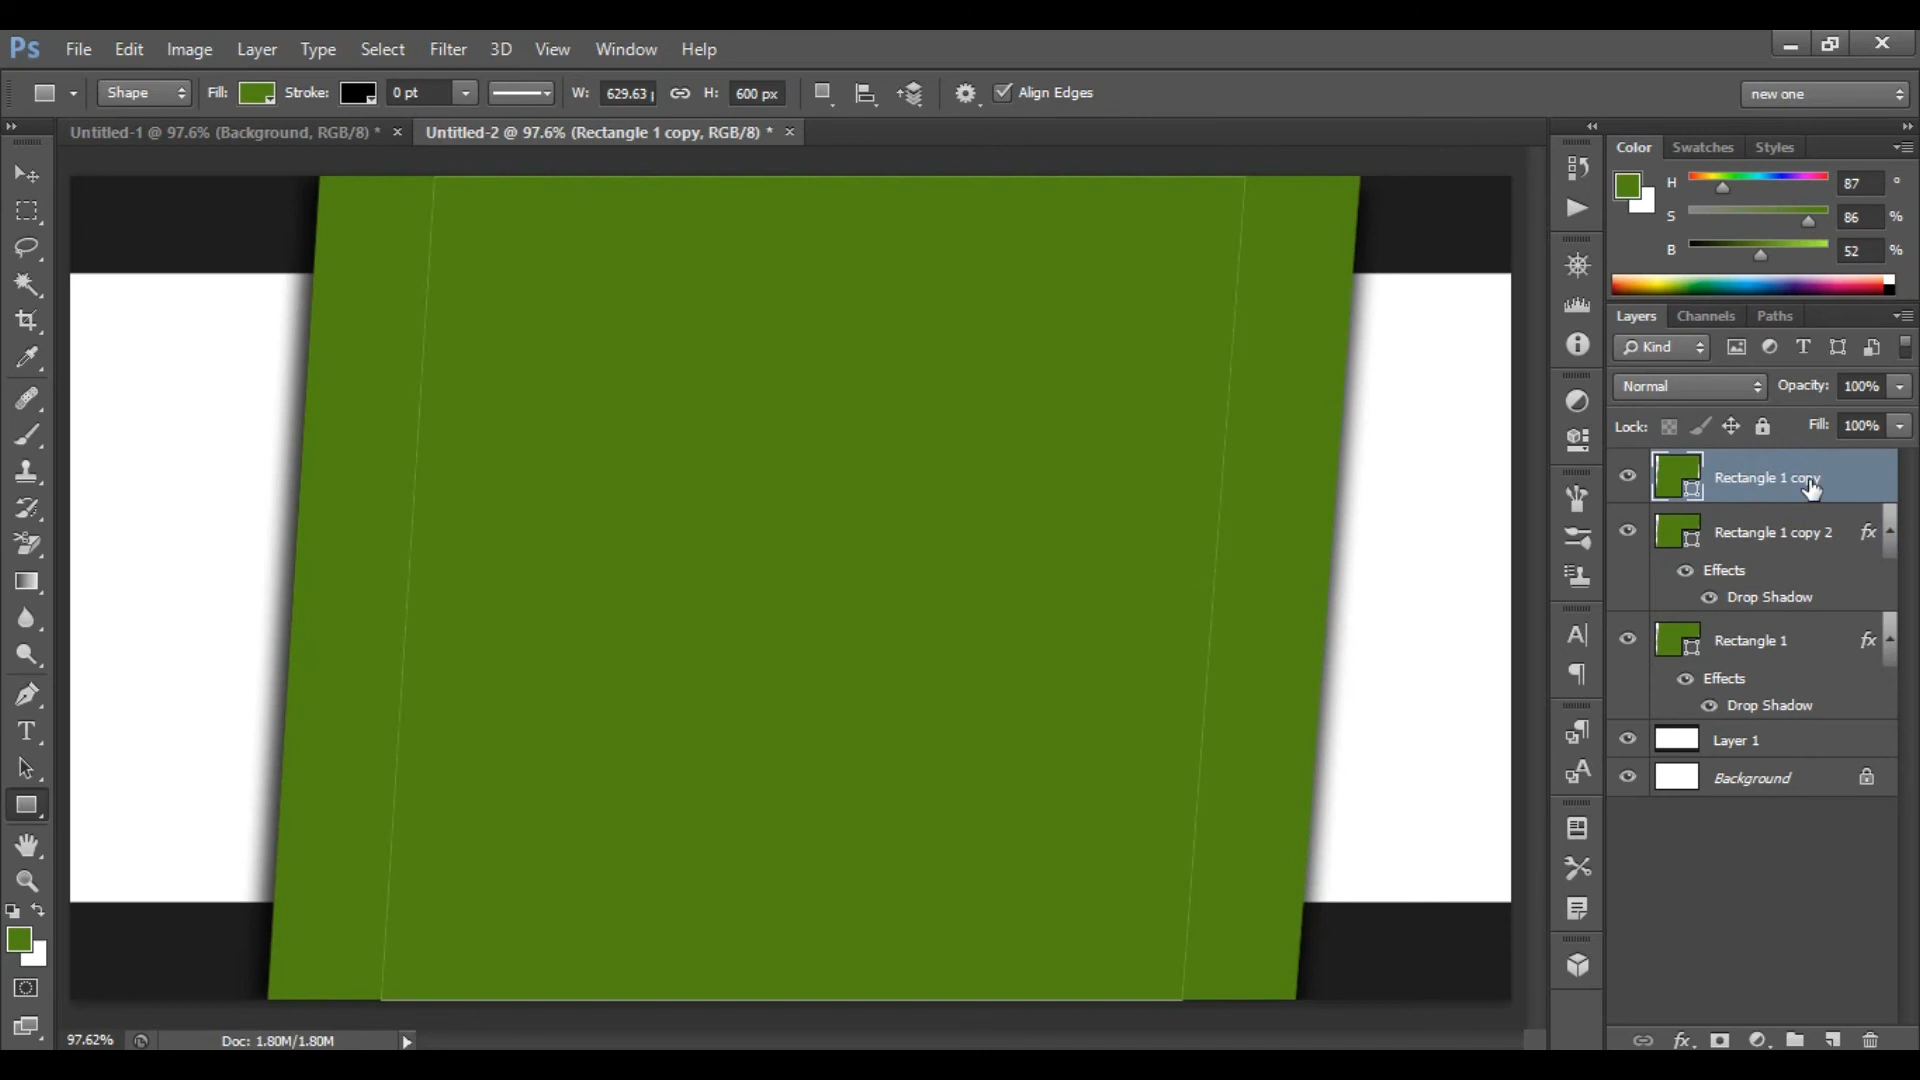 Ps File Edit Image Layer Type Select Filter 3D View Window Help
Shape Fill: Stroke: 0 pt W: 629.63 H: 600 px Align Edges new one
Untitled-1 @ 97.6% (Background, RGB/8) * × Untitled-2 @ 97.6% (Rectangle 1 copy, RGB/8) * ×
Color Swatches Styles
H 87 °
S 86 %
B 52 %
Layers Channels Paths
Kind
Normal Opacity: 100%
Lock: Fill: 100%
Rectangle 1 copy
Rectangle 1 copy 2 fx
Effects
Drop Shadow
Rectangle 1 fx
Effects
Drop Shadow
Layer 1
Background
97.62% Doc: 1.80M/1.80M